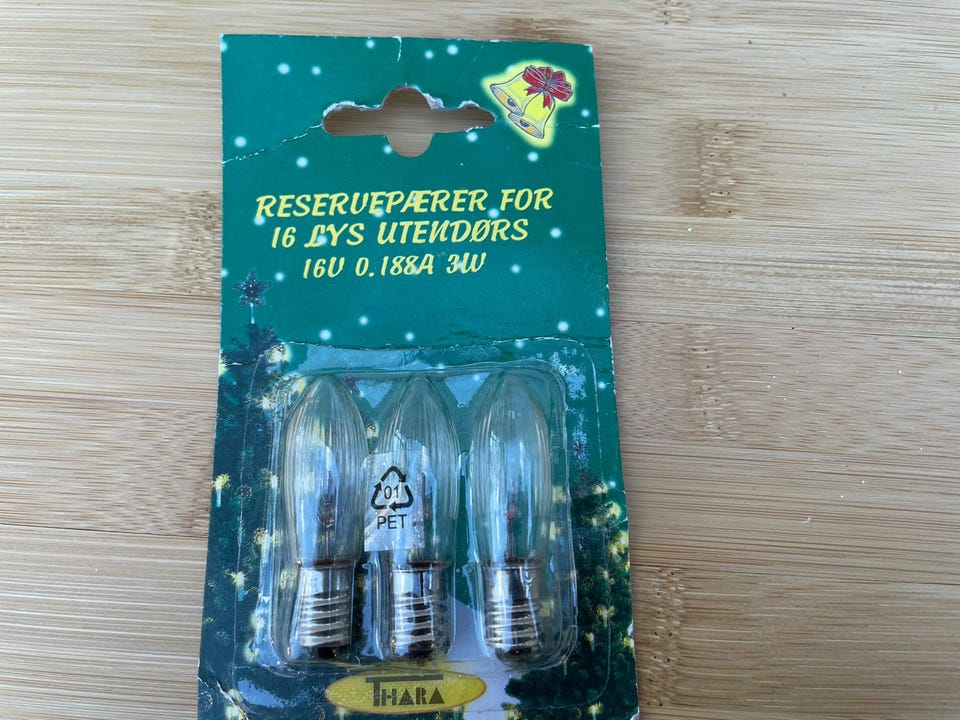 RESERVEPÆRER FOR
16 LYS UTENDØRS
16V 0.188A 3W
01
PET
THARA